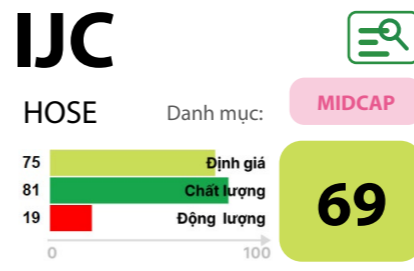 IJC
HOSE
Danh mục:
MIDCAP
75 Định giá
81 Chất lượng
19 Động lượng
0 100
69